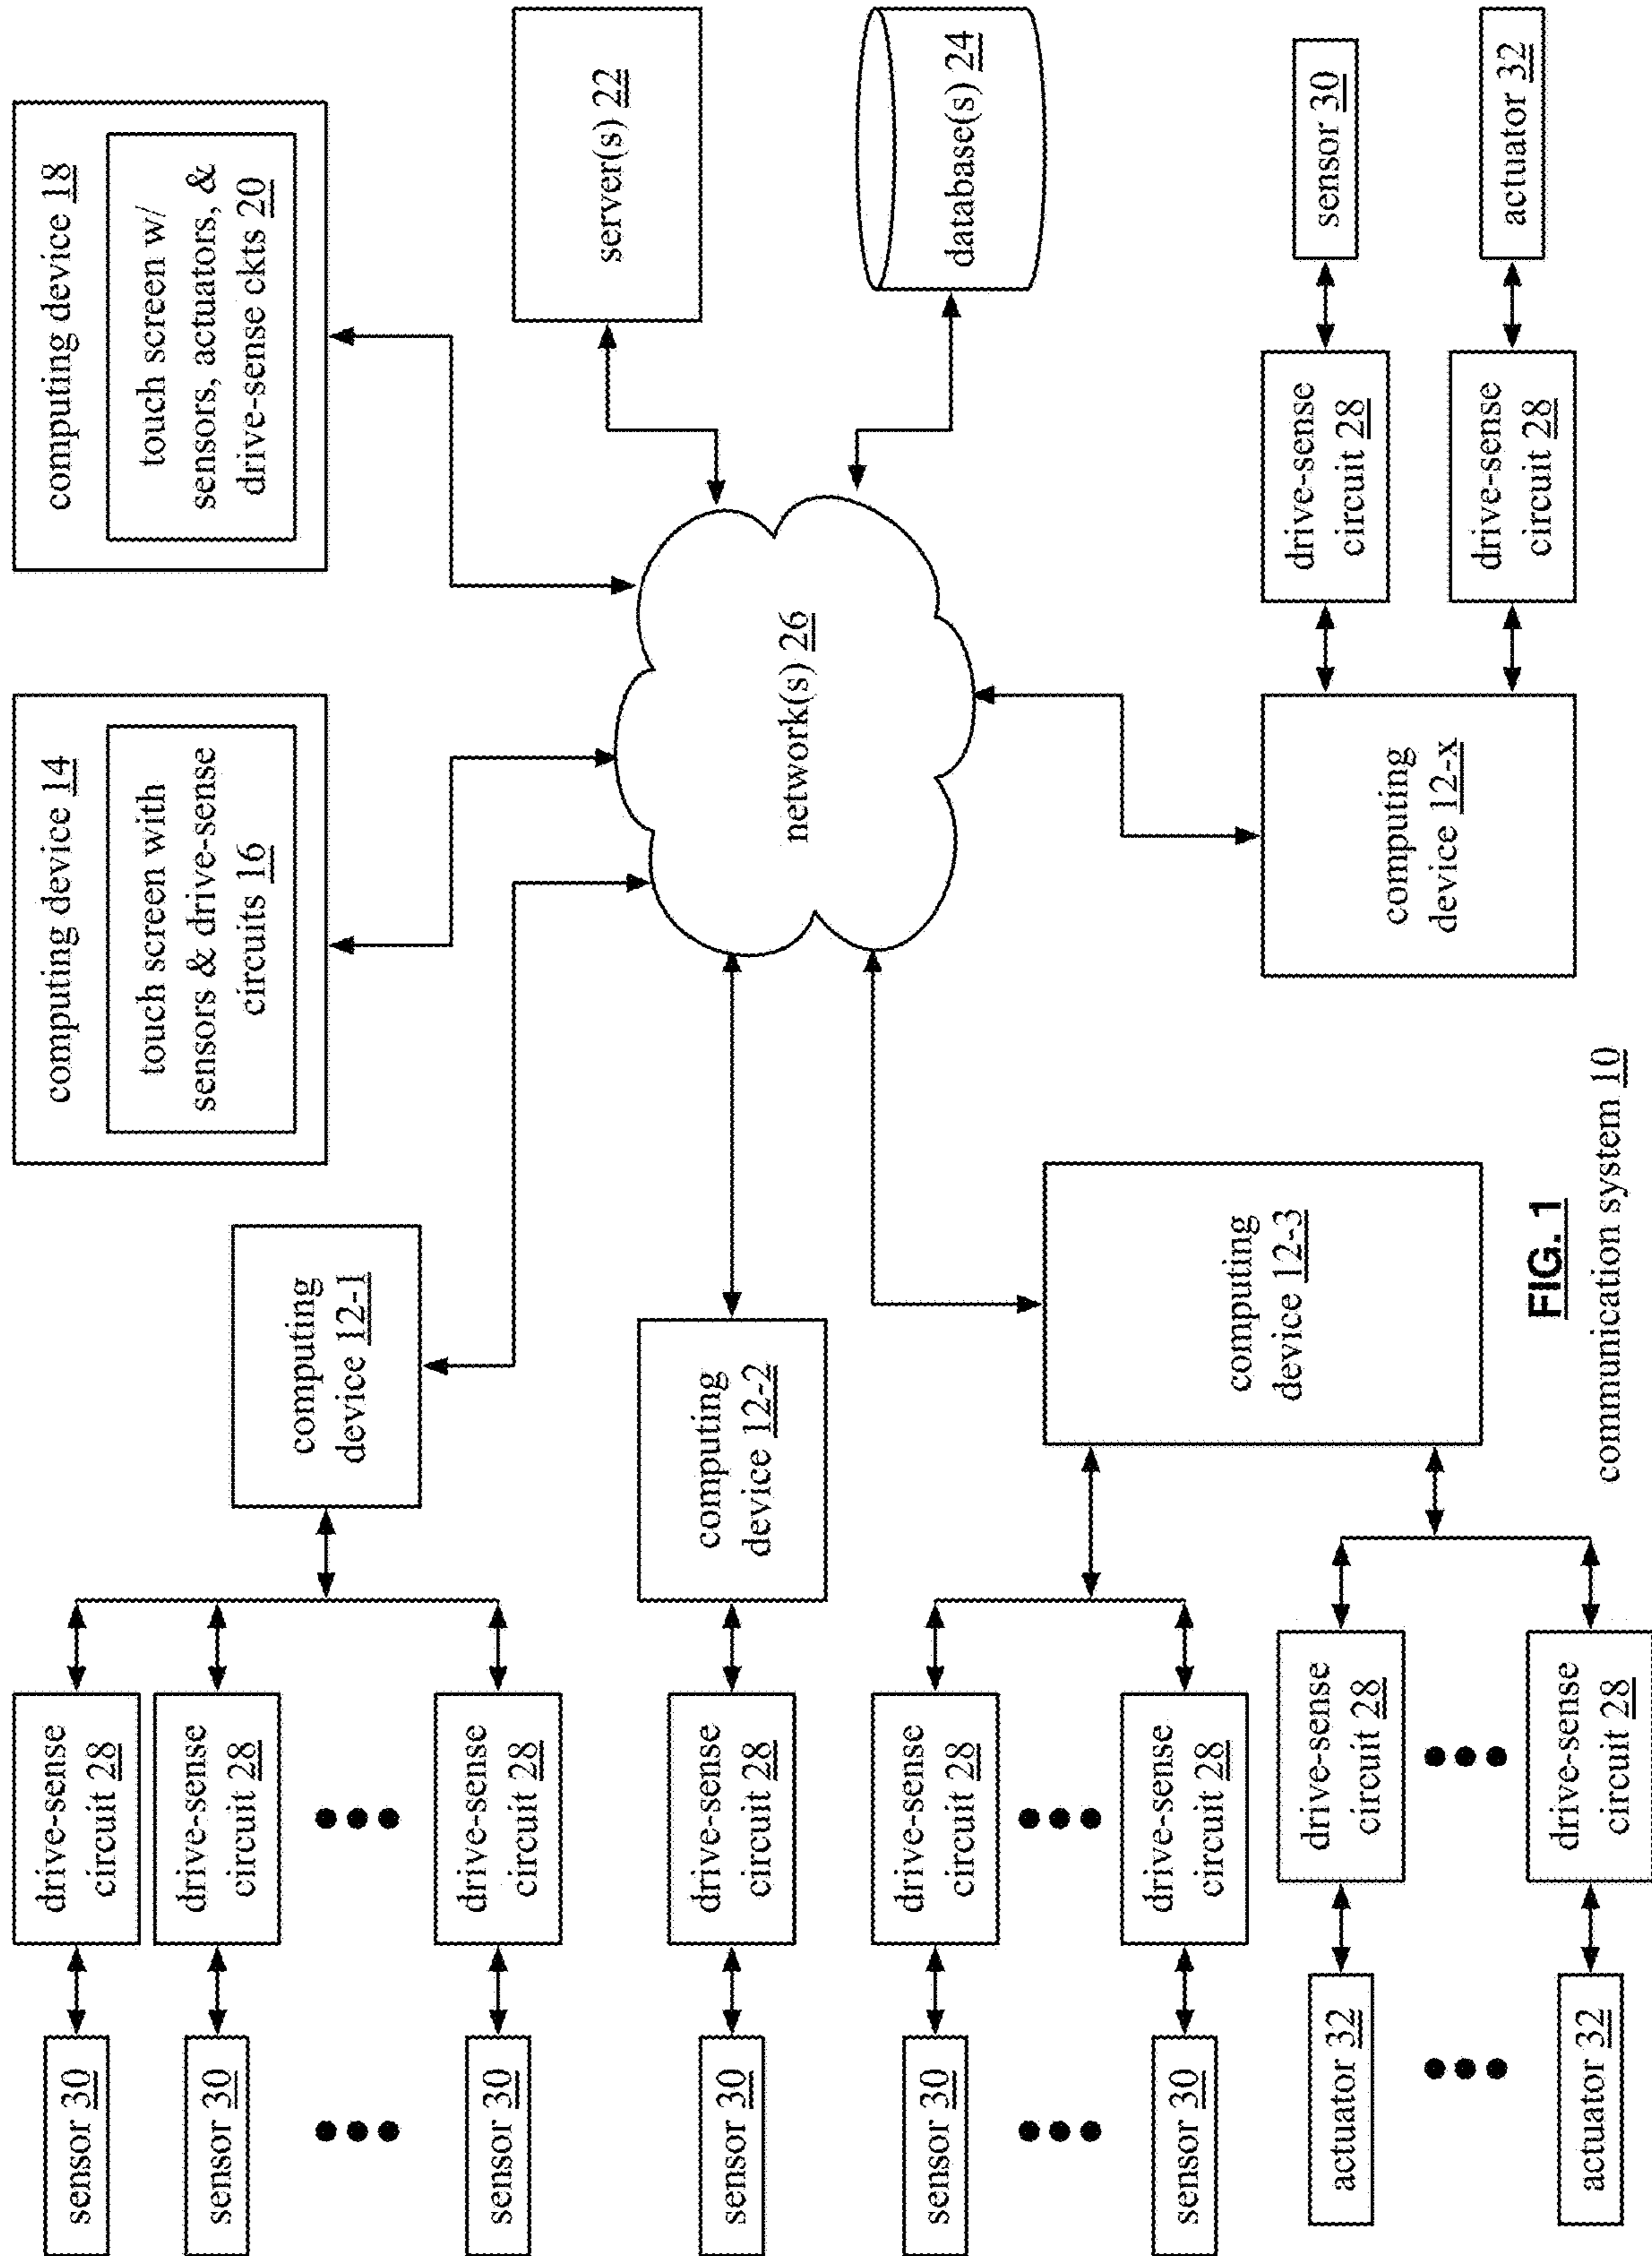 sensor 30
drive-sense
circuit 28
sensor 30
drive-sense
circuit 28
sensor 30
drive-sense
circuit 28
computing
device 12-1
sensor 30
drive-sense
circuit 28
computing
device 12-2
sensor 30
drive-sense
circuit 28
sensor 30
drive-sense
circuit 28
actuator 32
drive-sense
circuit 28
actuator 32
drive-sense
circuit 28
computing
device 12-3
computing device 14
touch screen with
sensors & drive-sense
circuits 16
computing device 18
touch screen w/
sensors, actuators, &
drive-sense ckts 20
network(s) 26
server(s) 22
database(s) 24
computing
device 12-x
drive-sense
circuit 28
sensor 30
drive-sense
circuit 28
actuator 32
FIG. 1
communication system 10